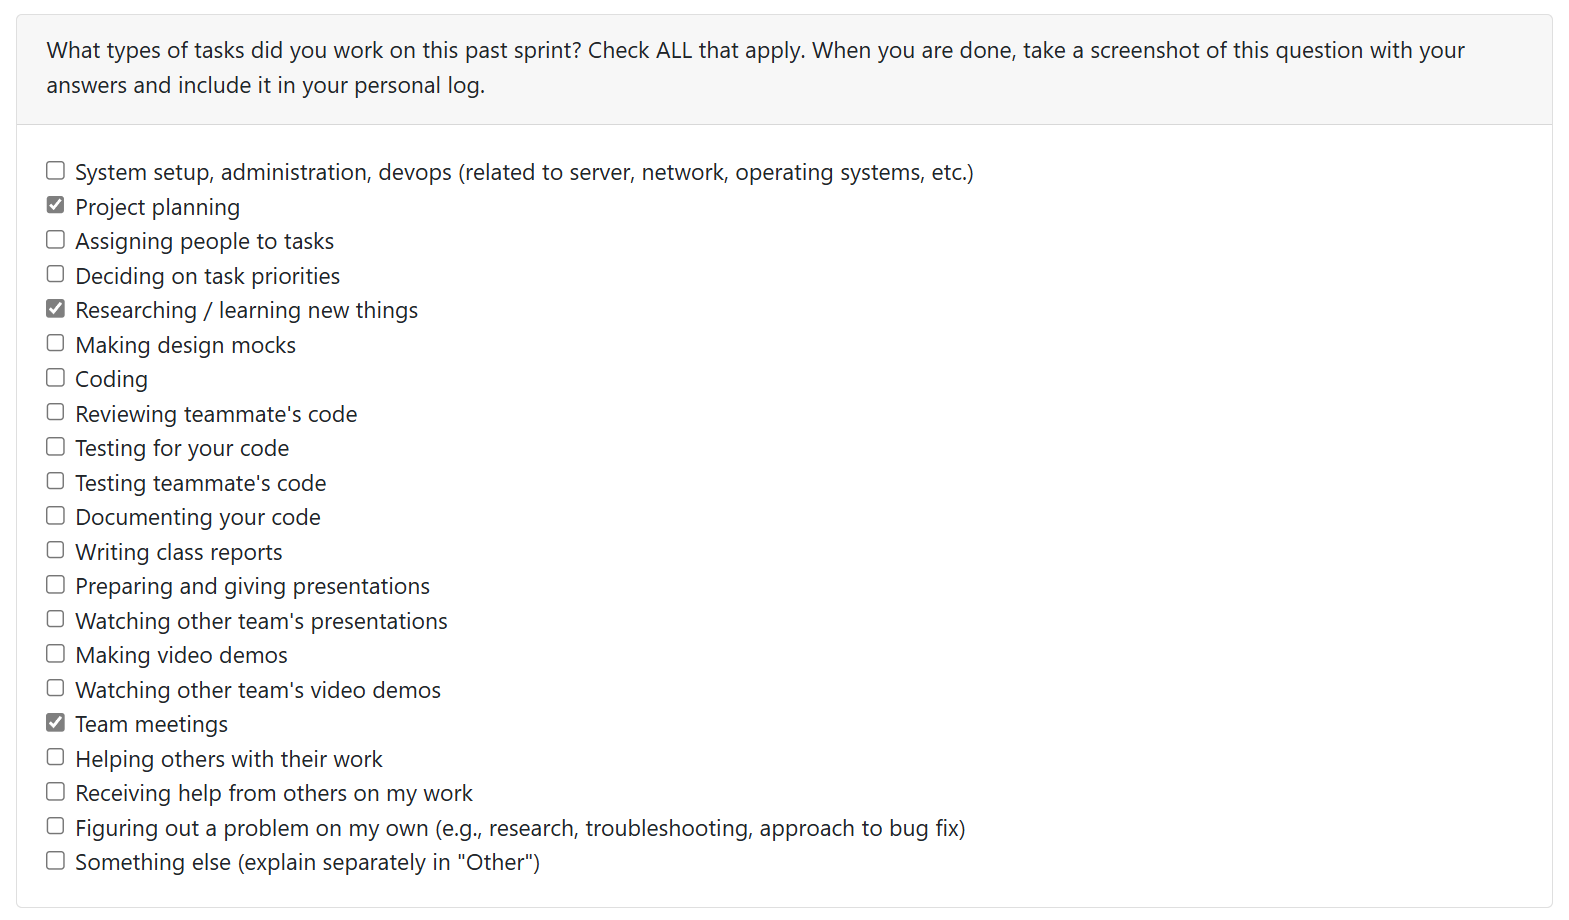 What types of tasks did you work on this past sprint? Check ALL that apply. When you are done, take a screenshot of this question with your
answers and include it in your personal log.
System setup, administration, devops (related to server, network, operating systems, etc.)
Project planning
Assigning people to tasks
Deciding on task priorities
Researching / learning new things
Making design mocks
Coding
Reviewing teammate's code
Testing for your code
Testing teammate's code
Documenting your code
Writing class reports
Preparing and giving presentations
Watching other team's presentations
Making video demos
Watching other team's video demos
Team meetings
Helping others with their work
Receiving help from others on my work
Figuring out a problem on my own (e.g., research, troubleshooting, approach to bug fix)
Something else (explain separately in "Other")